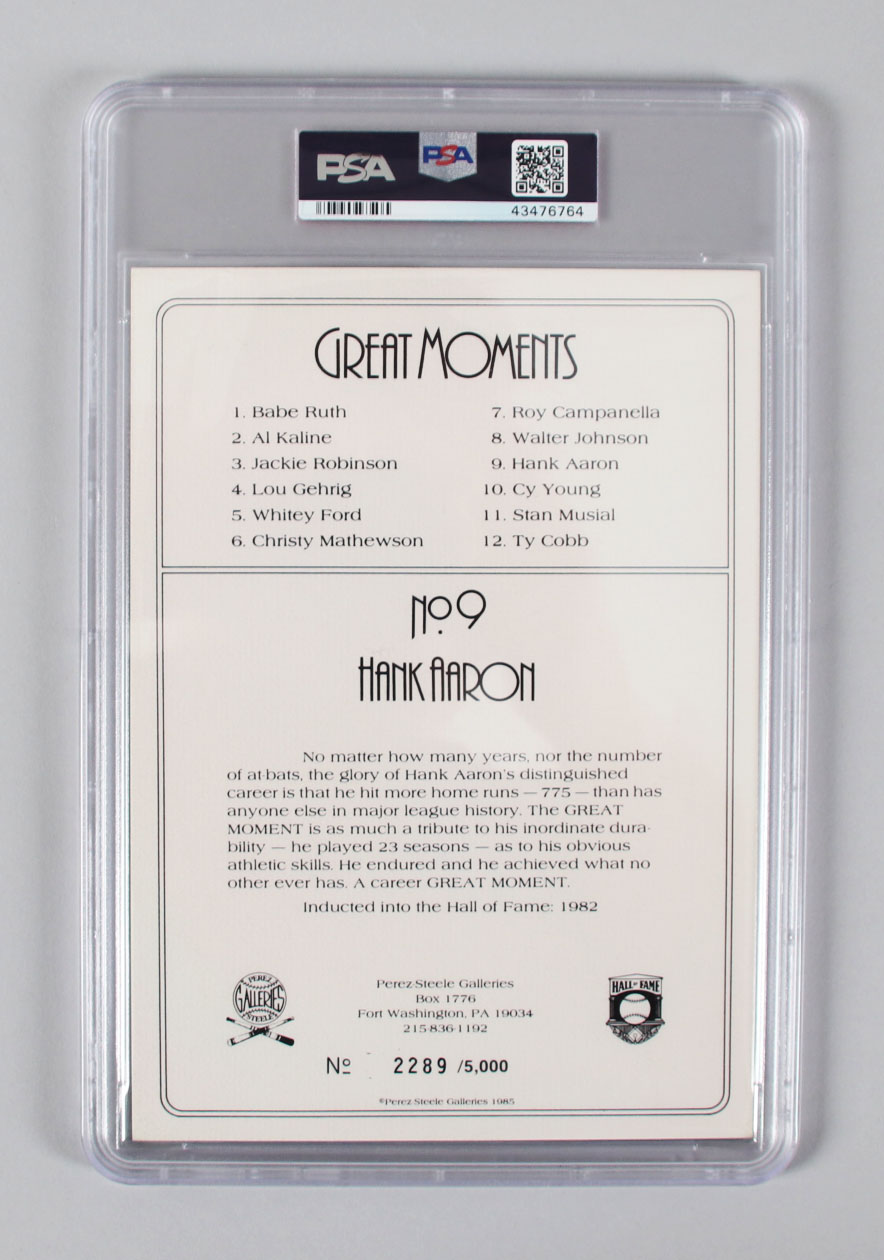 PSA
PSA
43476764
GREAT MOMENTS
1. Babe Ruth
2. Al Kaline
3. Jackie Robinson
4. Lou Gehrig
5. Whitey Ford
6. Christy Mathewson
7. Roy Campanella
8. Walter Johnson
9. Hank Aaron
10. Cy Young
11. Stan Musial
12. Ty Cobb
No. 9
HANK AARON
No matter how many years, nor the number
of at-bats, the glory of Hank Aaron's distinguished
career is that he hit more home runs — 775 — than has
anyone else in major league history. The GREAT
MOMENT is as much a tribute to his inordinate dura-
bility — he played 23 seasons — as to his obvious
athletic skills. He endured and he achieved what no
other ever has. A career GREAT MOMENT.
Inducted into the Hall of Fame: 1982
PEREZ
GALLERIES
STEELE
Perez-Steele Galleries
Box 1776
Fort Washington, PA 19034
215-836-1192
HALL OF FAME
Nº 2289 /5,000
©Perez-Steele Galleries 1985